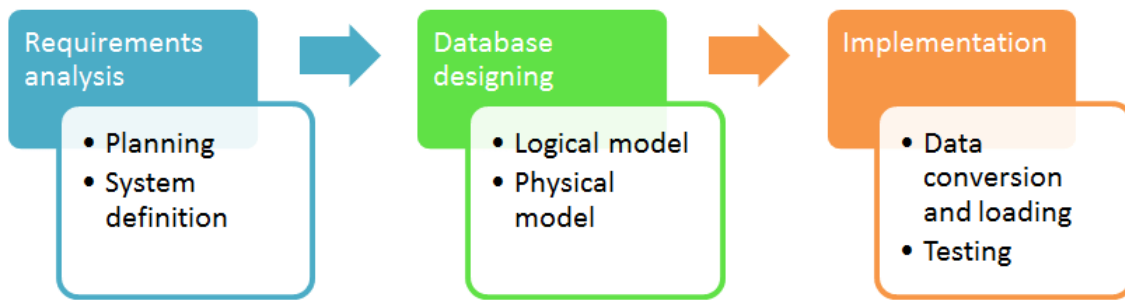 Requirements
analysis
• Planning
• System
definition
Database
designing
• Logical model
• Physical
model
Implementation
• Data
conversion
and loading
• Testing